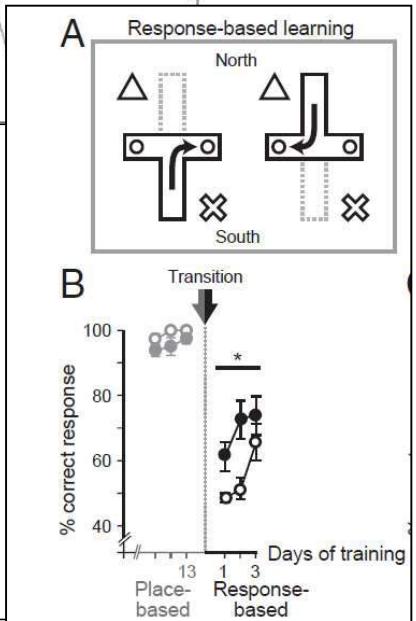 A
Response-based learning
North
South
B
Transition
*
100
80
60
40
% correct response
13 1 3
Days of training
Place-
based
Response-
based